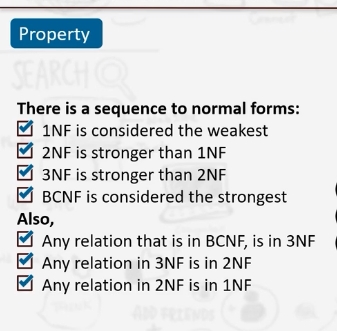 Property
SEARCH
There is a sequence to normal forms:
1NF is considered the weakest
2NF is stronger than 1NF
3NF is stronger than 2NF
BCNF is considered the strongest
Also,
Any relation that is in BCNF, is in 3NF
Any relation in 3NF is in 2NF
Any relation in 2NF is in 1NF
ADD FRIENDS